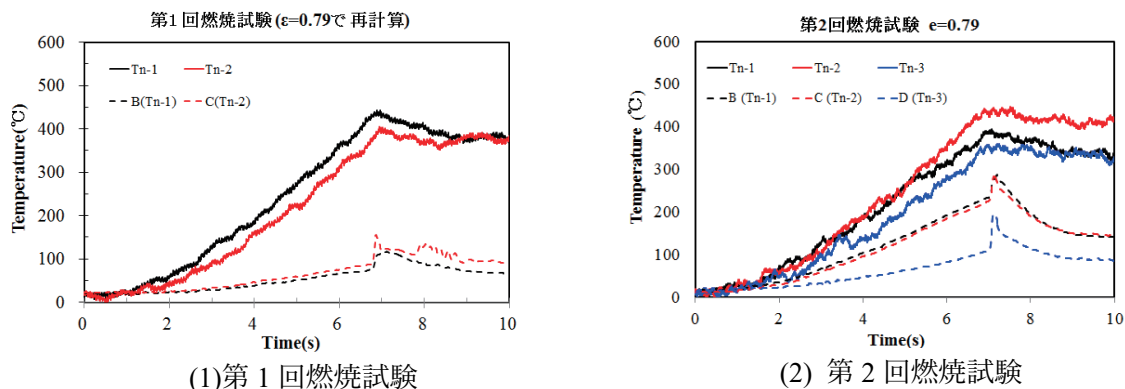 第1回燃焼試験(ε=0.79で 再計算)
600
500
400
300
200
100
0
Temperature(℃)
Tn-1 Tn-2
B(Tn-1) C(Tn-2)
0 2 4 6 8 10
Time(s)
(1)第 1 回燃焼試験
第2回燃焼試験 e=0.79
600
500
400
300
200
100
0
Temperature (℃)
Tn-1 Tn-2 Tn-3
B (Tn-1) C (Tn-2) D (Tn-3)
0 2 4 6 8 10
Time(s)
(2) 第 2 回燃焼試験